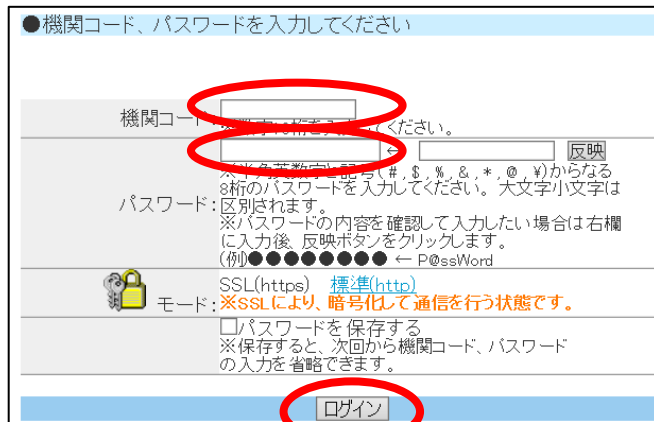 ●機関コード、パスワードを入力してください
機関コード:
※数字10桁を入力してください。
← 反映
※半角英数字と記号(#,$,%,&,*,@,¥)からなる
8桁のパスワードを入力してください。大文字小文字は
パスワード:区別されます。
※パスワードの内容を確認して入力したい場合は右欄
に入力後、反映ボタンをクリックします。
(例)●●●●●●●● ← P@ssWord
SSL(https) 標準(http)
モード:※SSLにより、暗号化して通信を行う状態です。
□パスワードを保存する
※保存すると、次回から機関コード、パスワード
の入力を省略できます。
ログイン